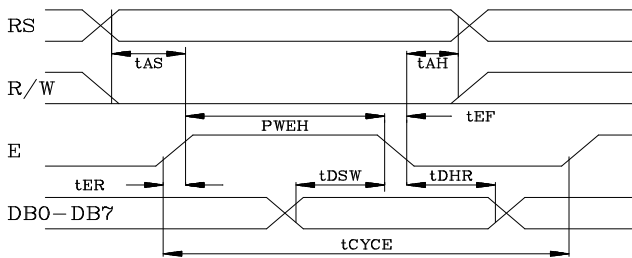 RS
tAS
tAH
R/W
PWEH
tEF
E
tER
tDSW
tDHR
DB0-DB7
tCYCE